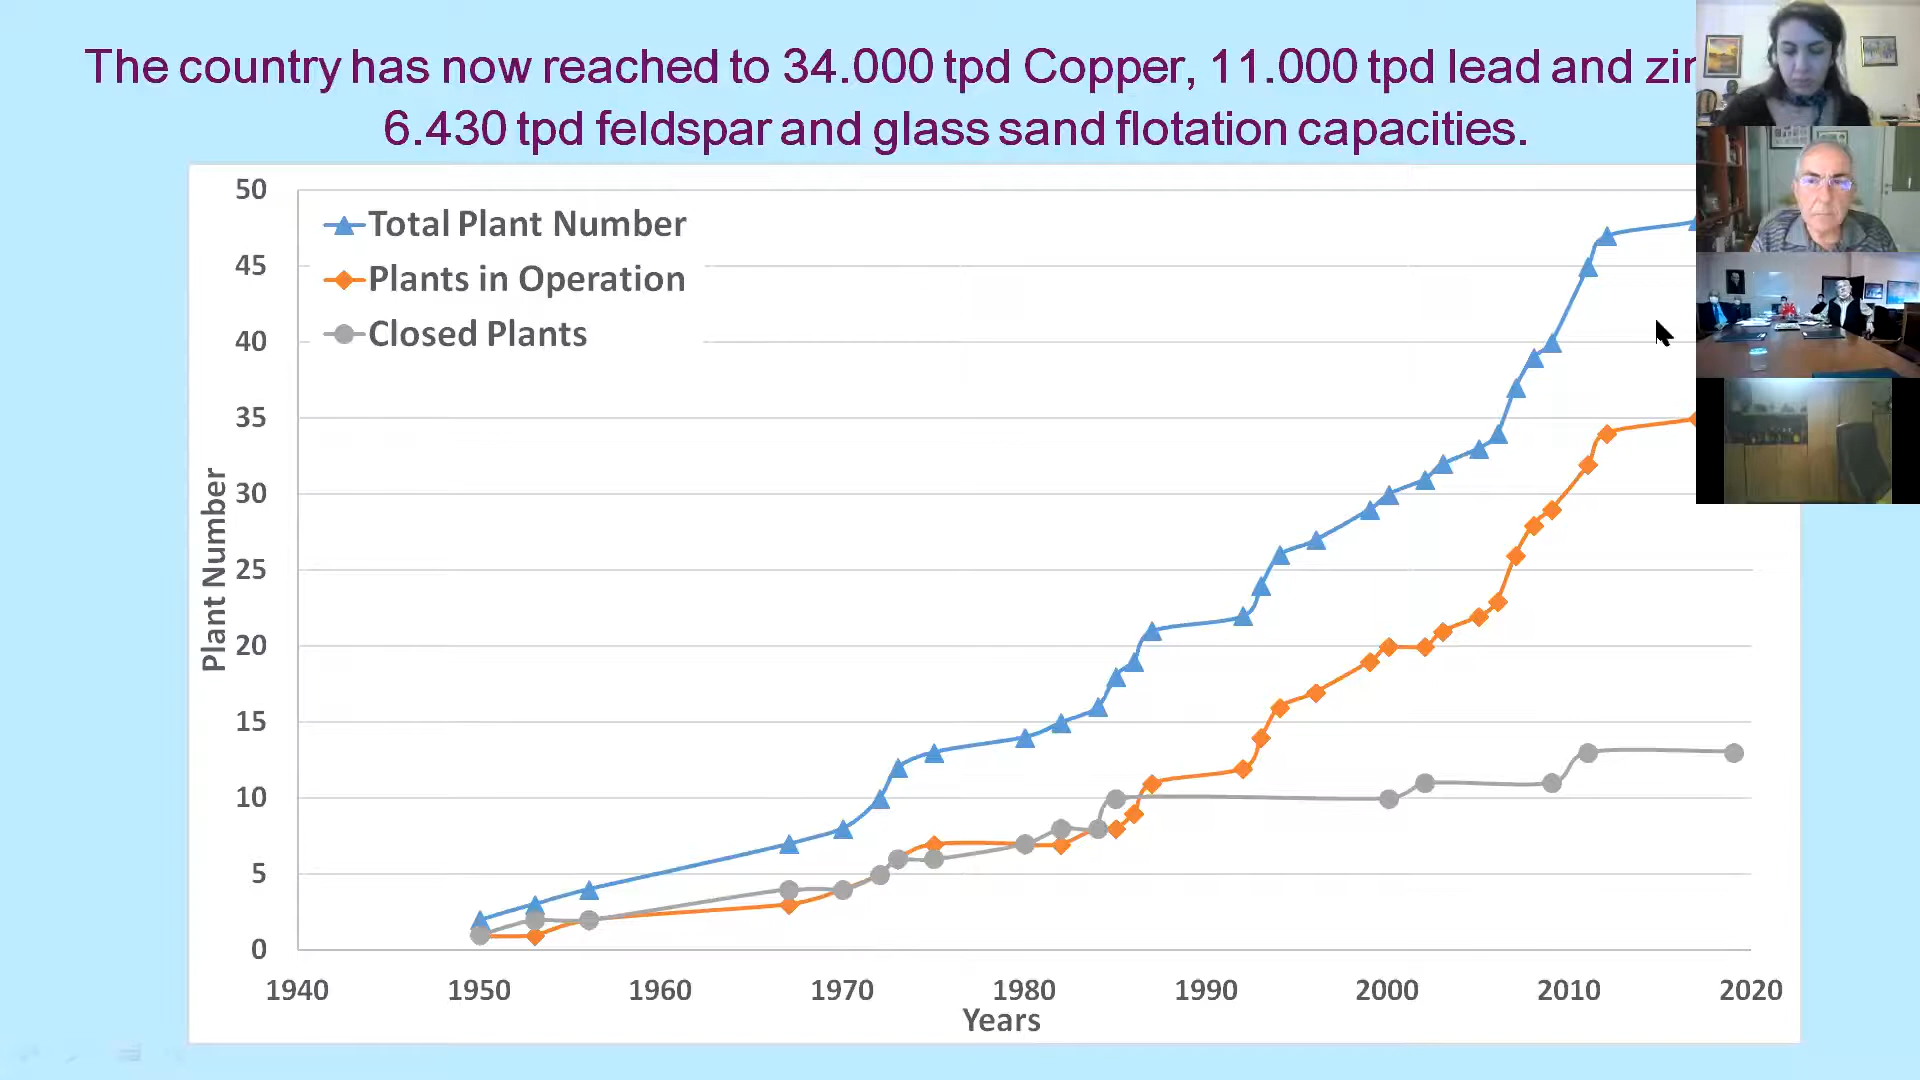 The country has now reached to 34.000 tpd Copper, 11.000 tpd lead and
6.430 tpd feldspar and glass sand flotation capacities.
Total Plant Number
Plants in Operation
Closed Plants
Plant Number
50
45
40
35
30
25
20
15
10
5
0
1940 1950 1960 1970 1980 1990 2000 2010 2020
Years